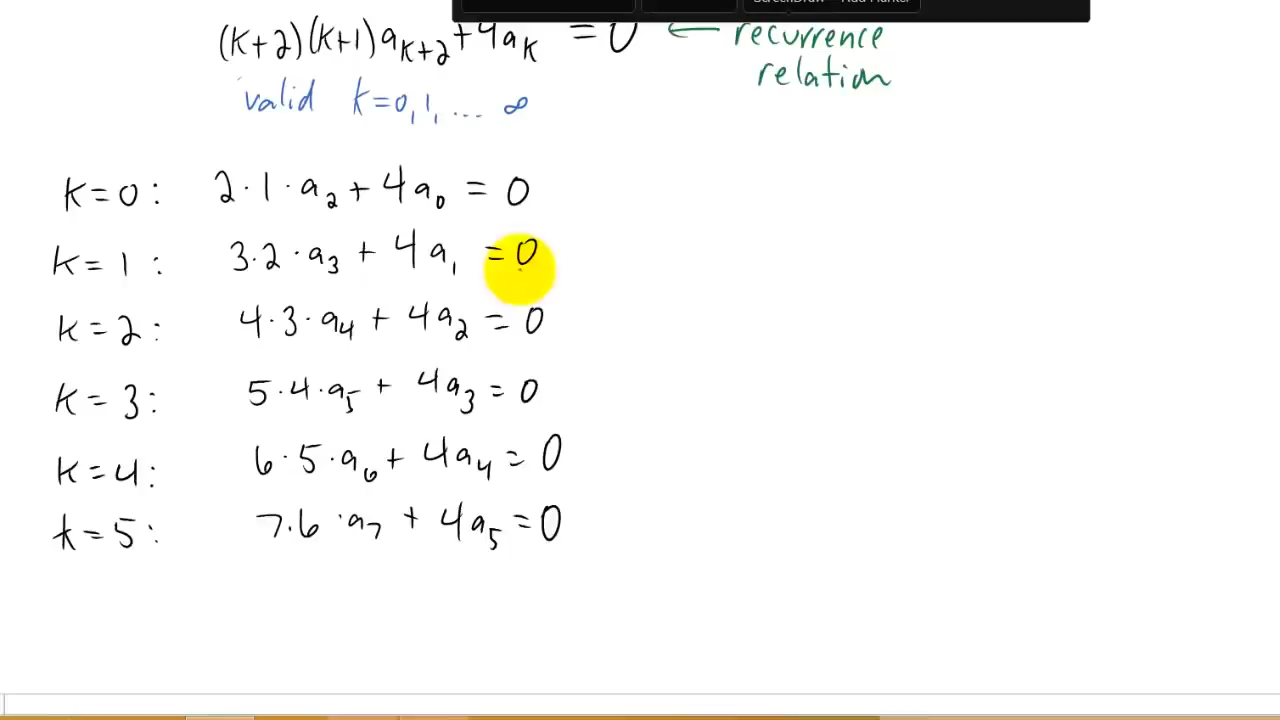 (k+2)(k+1)a_{k+2}+4a_k = 0 ← recurrence
relation
valid k=0,1,... ∞
k=0: 2·1·a_2+4a_0 = 0
k=1: 3·2·a_3+4a_1 =0
k=2: 4·3·a_4+4a_2 =0
k=3: 5·4·a_5+4a_3 =0
k=4: 6·5·a_6+4a_4 =0
k=5: 7·6·a_7+4a_5 =0